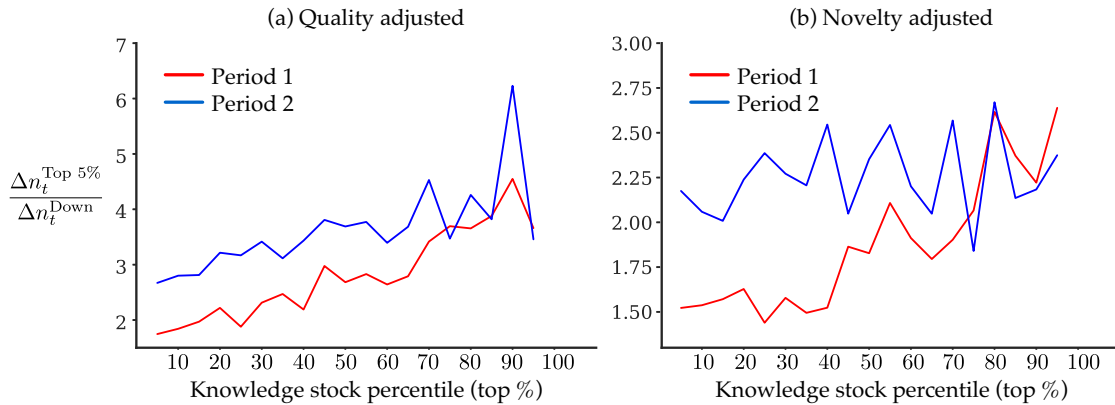 (a) Quality adjusted
7
6
5
4
3
2
Period 1
Period 2
Δn_t^Top 5%
Δn_t^Down
10 20 30 40 50 60 70 80 90 100
Knowledge stock percentile (top %)
(b) Novelty adjusted
3.00
2.75
2.50
2.25
2.00
1.75
1.50
Period 1
Period 2
10 20 30 40 50 60 70 80 90 100
Knowledge stock percentile (top %)